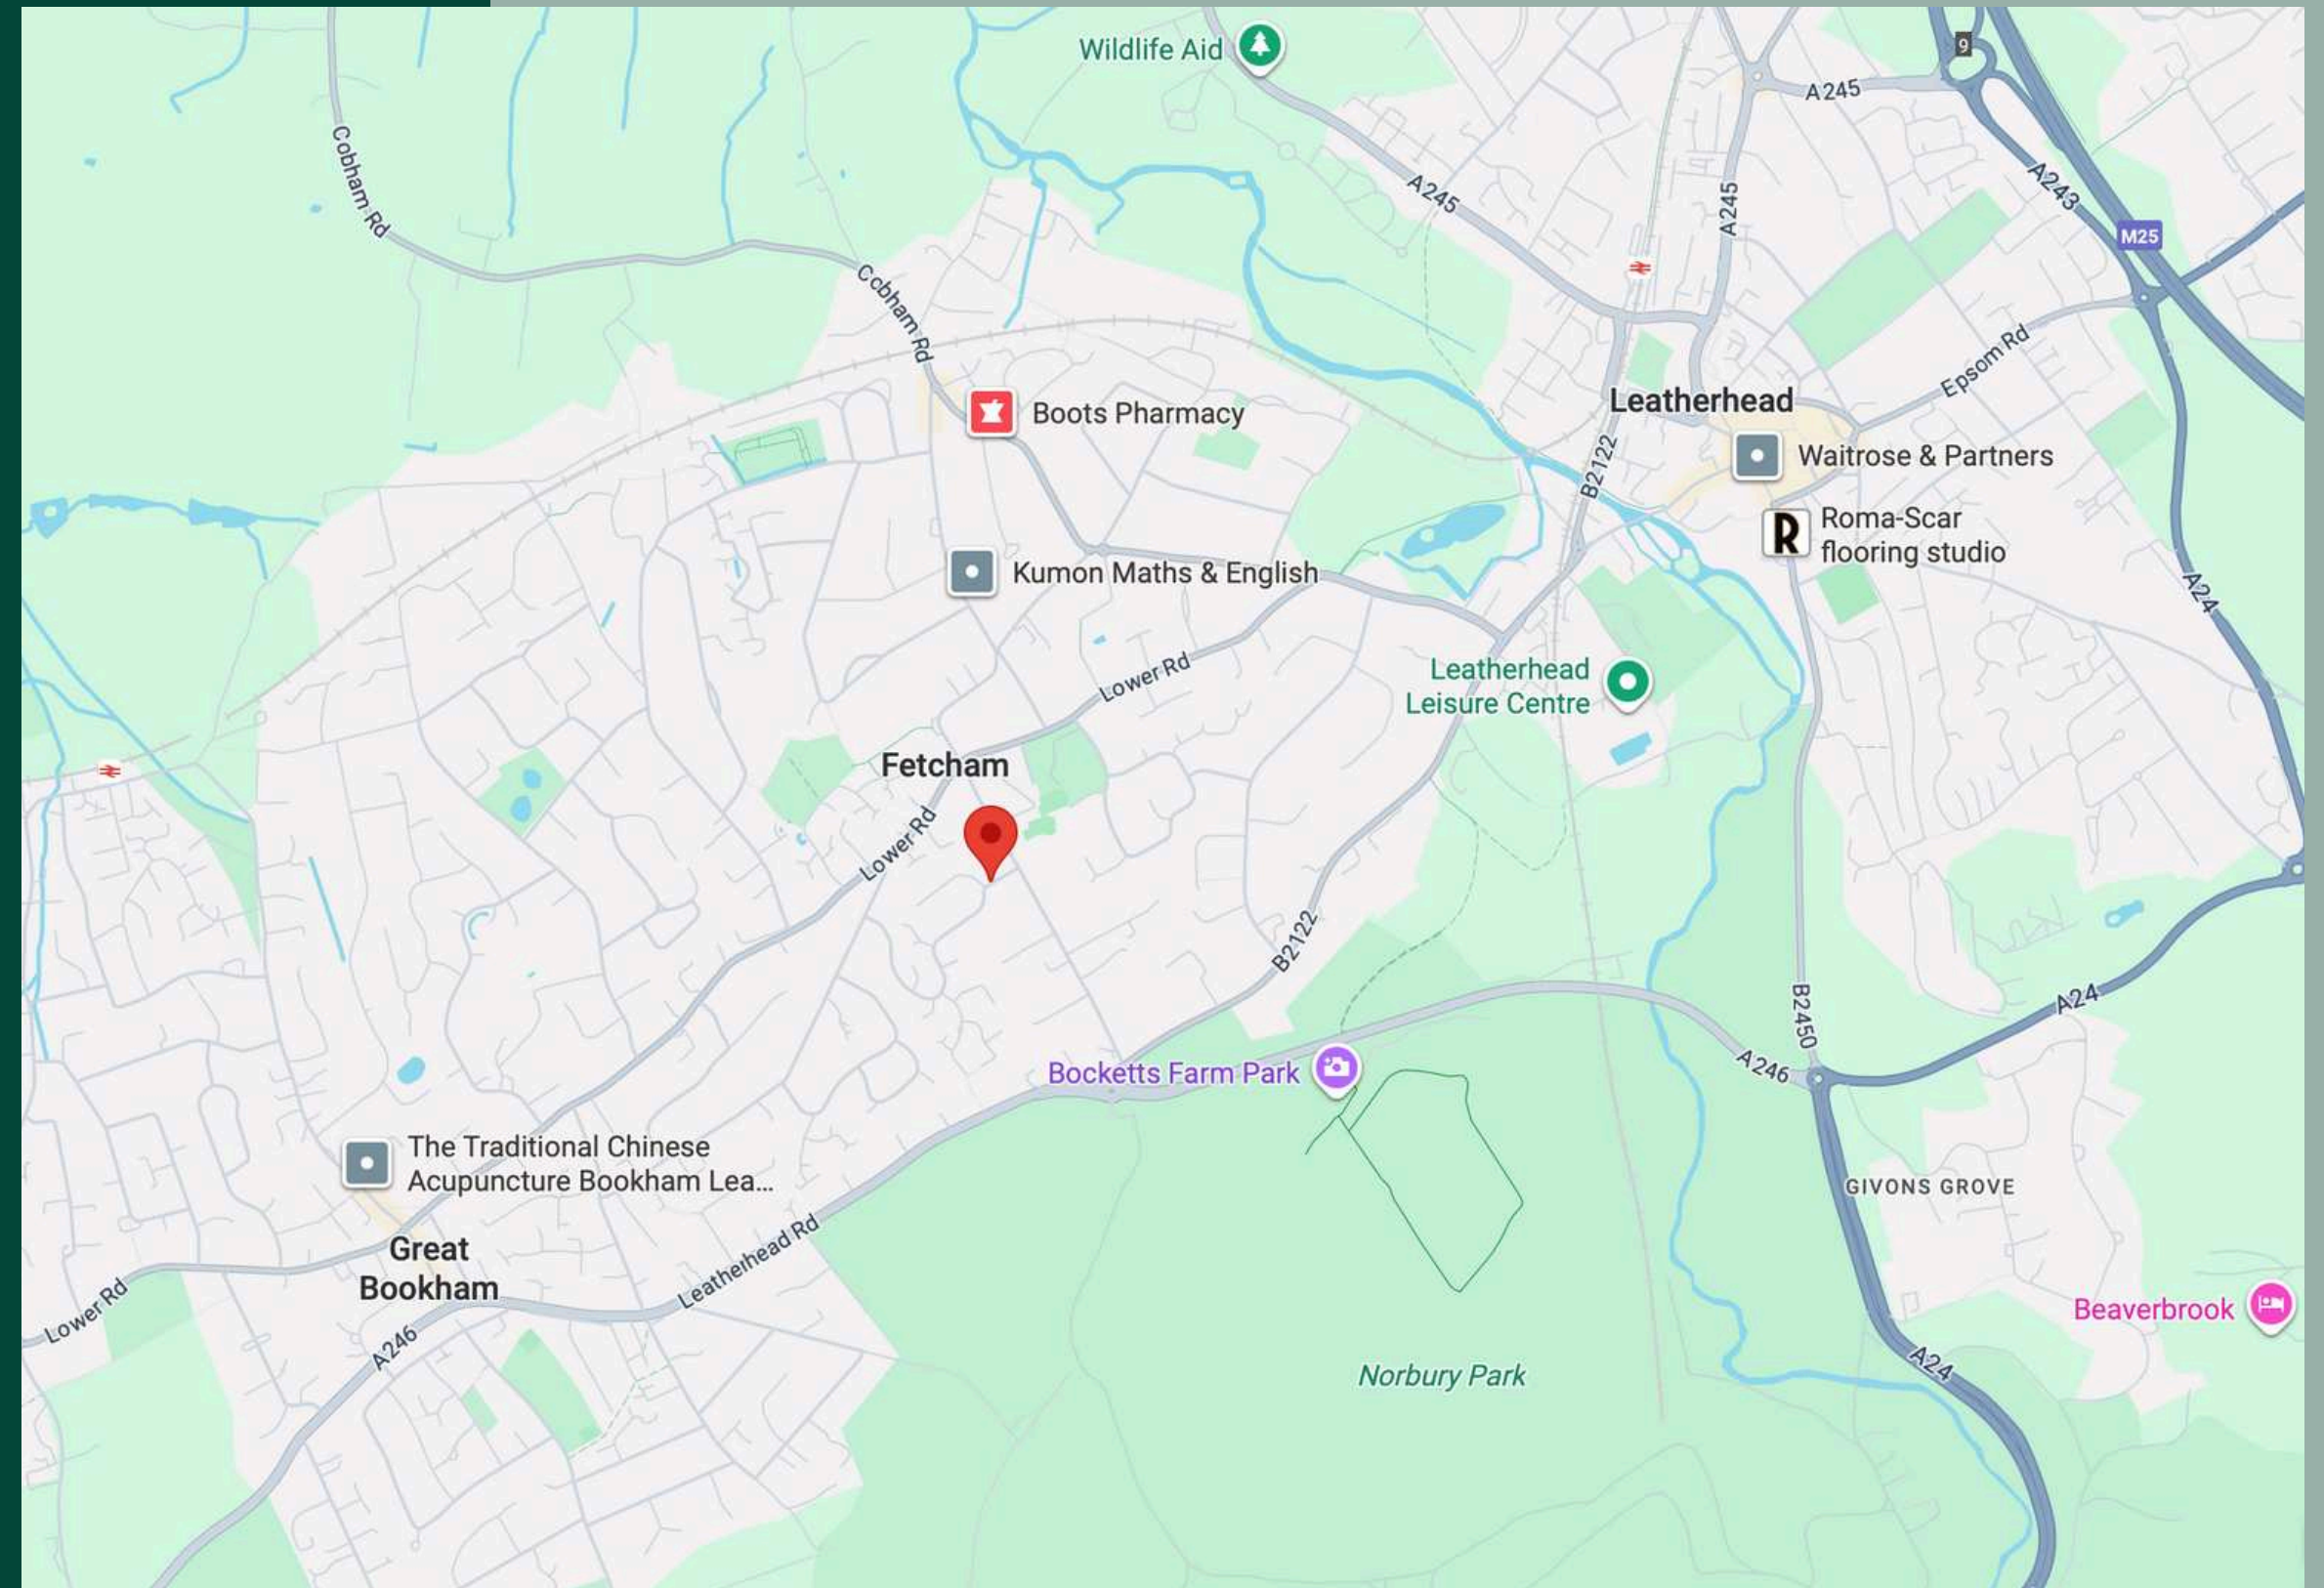 Wildlife Aid
9
A245
Cobham Rd
A245
A245
A243
M25
Cobham Rd
Epsom Rd
Leatherhead
Boots Pharmacy
B2122
Waitrose & Partners
Roma-Scar
flooring studio
R
Kumon Maths & English
A24
Lower Rd
Leatherhead
Leisure Centre
Fetcham
Lower Rd
B2122
B2450
A24
Bocketts Farm Park
A246
The Traditional Chinese
Acupuncture Bookham Lea...
GIVONS GROVE
Leatherhead Rd
Great
Bookham
Lower Rd
A246
Beaverbrook
A24
Norbury Park